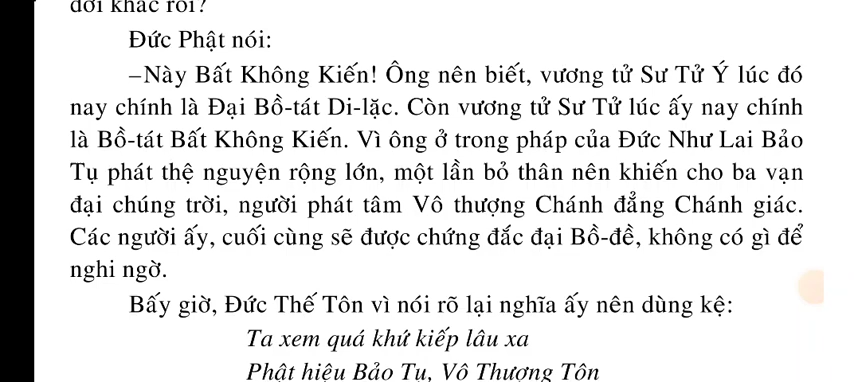 đời khác rồi?
Đức Phật nói:
–Này Bất Không Kiến! Ông nên biết, vương tử Sư Tử Ý lúc đó
nay chính là Đại Bồ-tát Di-lặc. Còn vương tử Sư Tử lúc ấy nay chính
là Bồ-tát Bất Không Kiến. Vì ông ở trong pháp của Đức Như Lai Bảo
Tụ phát thệ nguyện rộng lớn, một lần bỏ thân nên khiến cho ba vạn
đại chúng trời, người phát tâm Vô thượng Chánh đẳng Chánh giác.
Các người ấy, cuối cùng sẽ được chứng đắc đại Bồ-đề, không có gì để
nghi ngờ.
Bấy giờ, Đức Thế Tôn vì nói rõ lại nghĩa ấy nên dùng kệ:
Ta xem quá khứ kiếp lâu xa
Phật hiệu Bảo Tụ, Vô Thượng Tôn